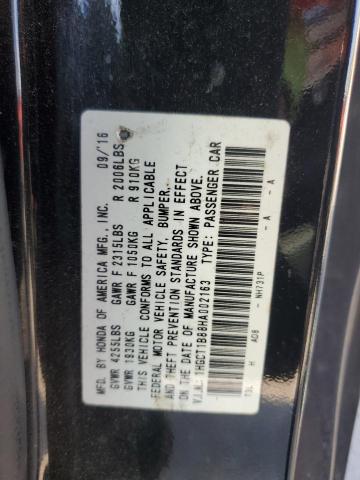 MFD. BY HONDA OF AMERICA MFG., INC. 09/'16
GVWR 4255LBS GAWR F 2315LBS R 2006LBS
GVWR 1930KG GAWR F 1050KG R 910KG
THIS VEHICLE CONFORMS TO ALL APPLICABLE
FEDERAL MOTOR VEHICLE SAFETY, BUMPER,
AND THEFT PREVENTION STANDARDS IN EFFECT
ON THE DATE OF MANUFACTURE SHOWN ABOVE.
V.I.N.: 1HGCT1B88HA002163 TYPE: PASSENGER CAR
T3L H AD8 - NH731P - A - A